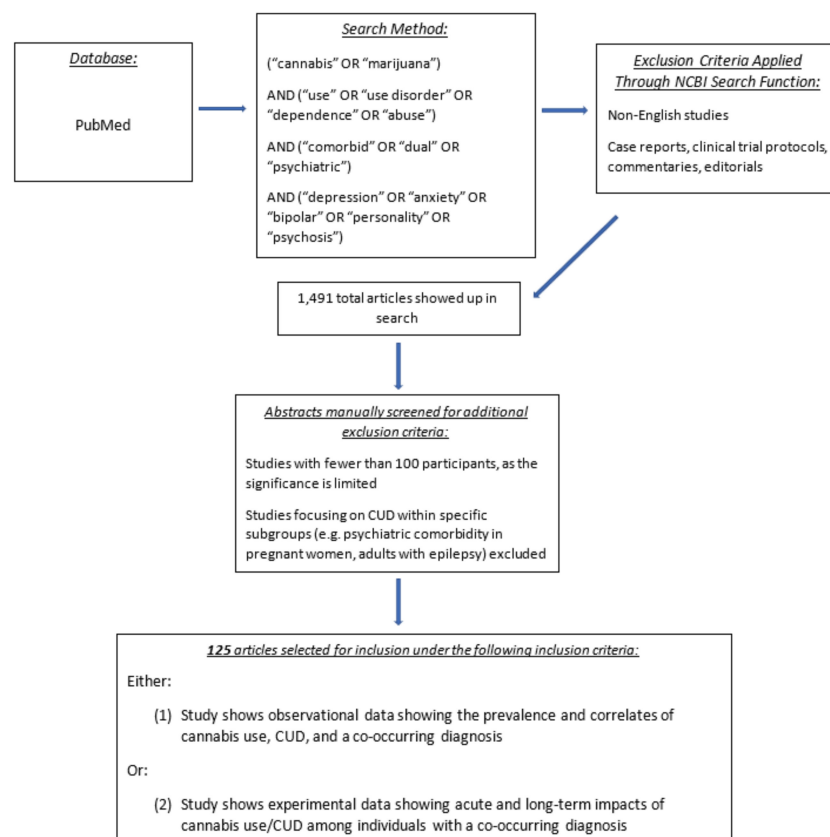 Database:
PubMed
Search Method:
(“cannabis” OR “marijuana”)
AND (“use” OR “use disorder” OR
“dependence” OR “abuse”)
AND (“comorbid” OR “dual” OR
“psychiatric”)
AND (“depression” OR “anxiety” OR
“bipolar” OR “personality” OR
“psychosis”)
Exclusion Criteria Applied
Through NCBI Search Function:
Non-English studies
Case reports, clinical trial protocols,
commentaries, editorials
1,491 total articles showed up in
search
Abstracts manually screened for additional
exclusion criteria:
Studies with fewer than 100 participants, as the
significance is limited
Studies focusing on CUD within specific
subgroups (e.g. psychiatric comorbidity in
pregnant women, adults with epilepsy) excluded
125 articles selected for inclusion under the following inclusion criteria:
Either:
(1) Study shows observational data showing the prevalence and correlates of
cannabis use, CUD, and a co-occurring diagnosis
Or:
(2) Study shows experimental data showing acute and long-term impacts of
cannabis use/CUD among individuals with a co-occurring diagnosis